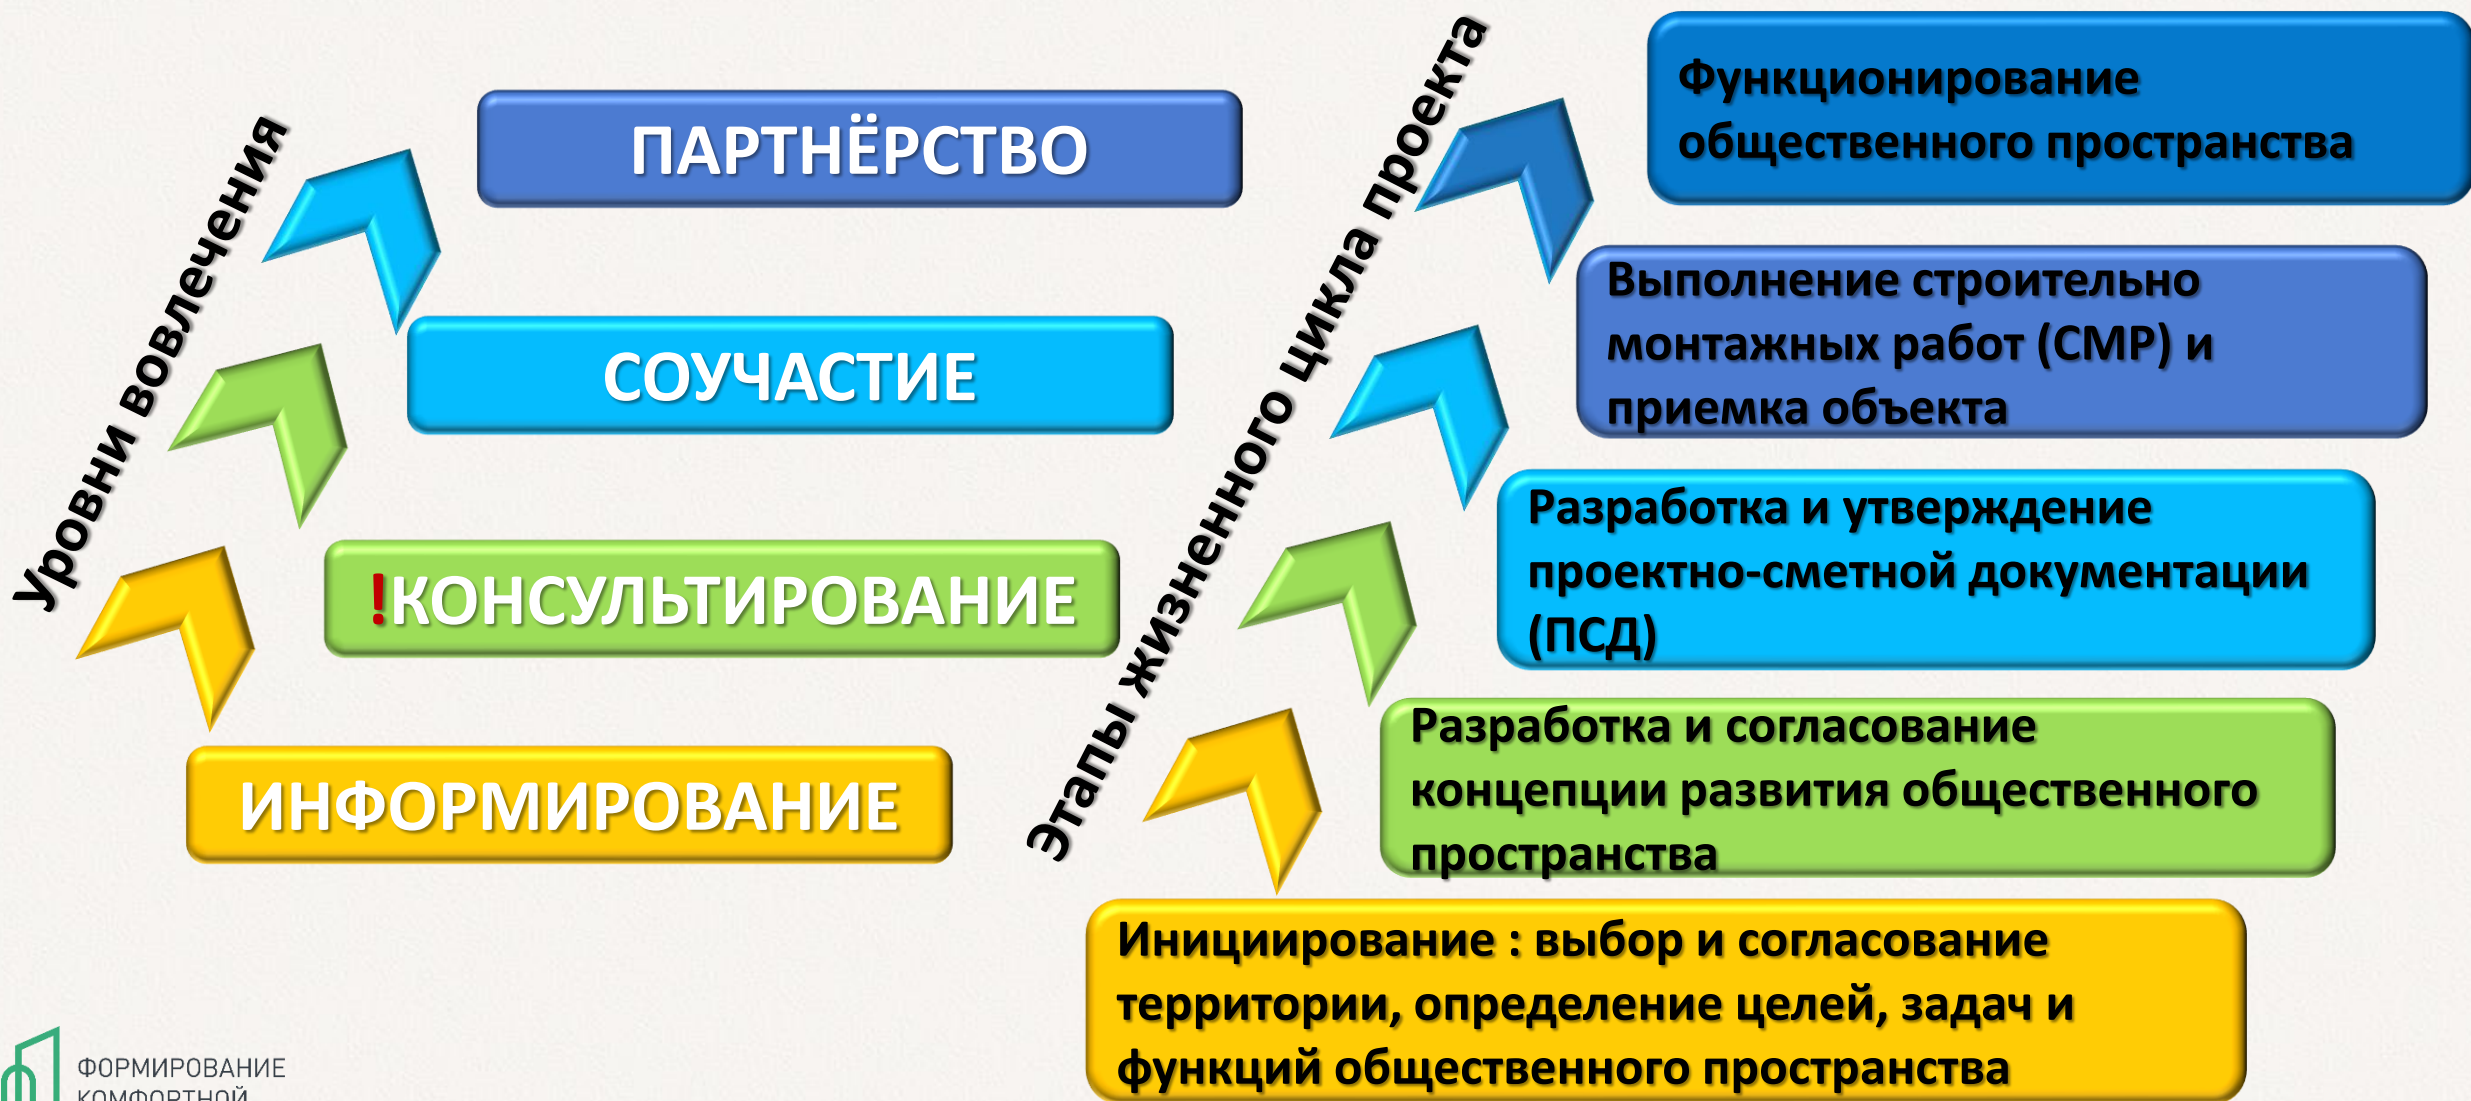 Уровни вовлечения
ПАРТНЁРСТВО
СОУЧАСТИЕ
!КОНСУЛЬТИРОВАНИЕ
ИНФОРМИРОВАНИЕ
Этапы жизненного цикла проекта
Функционирование
общественного пространства
Выполнение строительно
монтажных работ (СМР) и
приемка объекта
Разработка и утверждение
проектно-сметной документации
(ПСД)
Разработка и согласование
концепции развития общественного
пространства
Инициирование : выбор и согласование
территории, определение целей, задач и
функций общественного пространства
ФОРМИРОВАНИЕ
КОМФОРТНОЙ